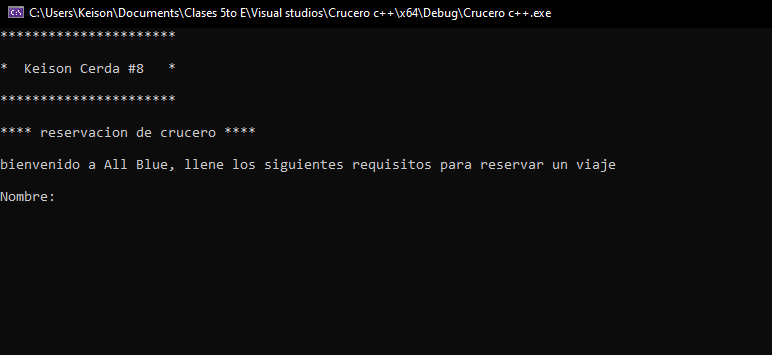 C:\Users\Keison\Documents\Clases 5to E\Visual studios\Crucero c++\x64\Debug\Crucero c++.exe
**********************
*  Keison Cerda #8   *
**********************
**** reservacion de crucero ****
bienvenido a All Blue, llene los siguientes requisitos para reservar un viaje
Nombre: